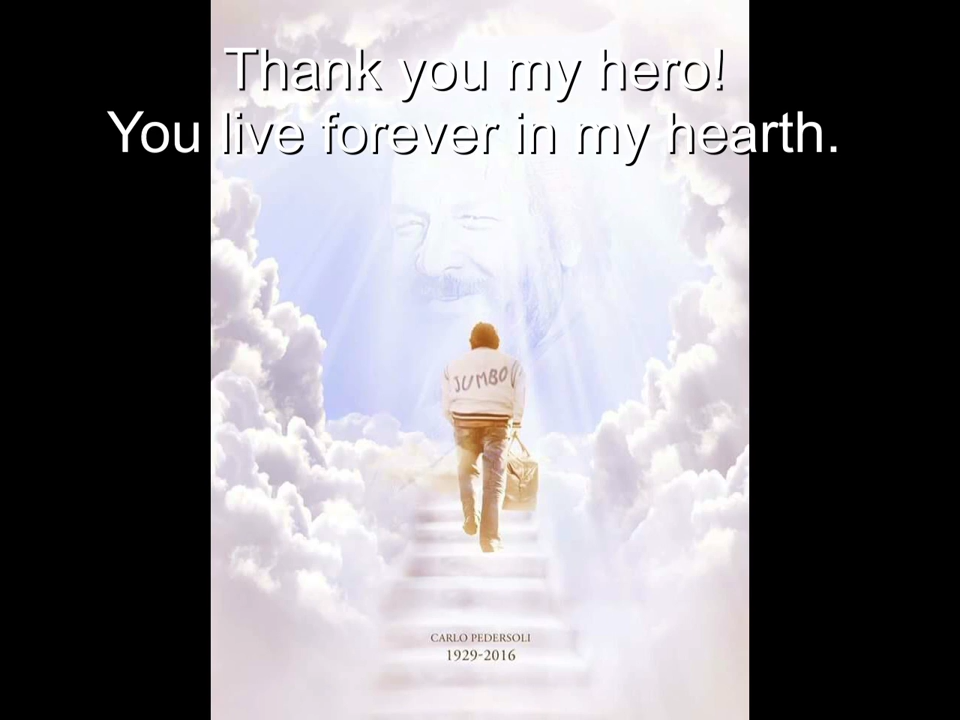 Thank you my hero!
You live forever in my hearth.
JUMBO
CARLO PEDERSOLI
1929-2016